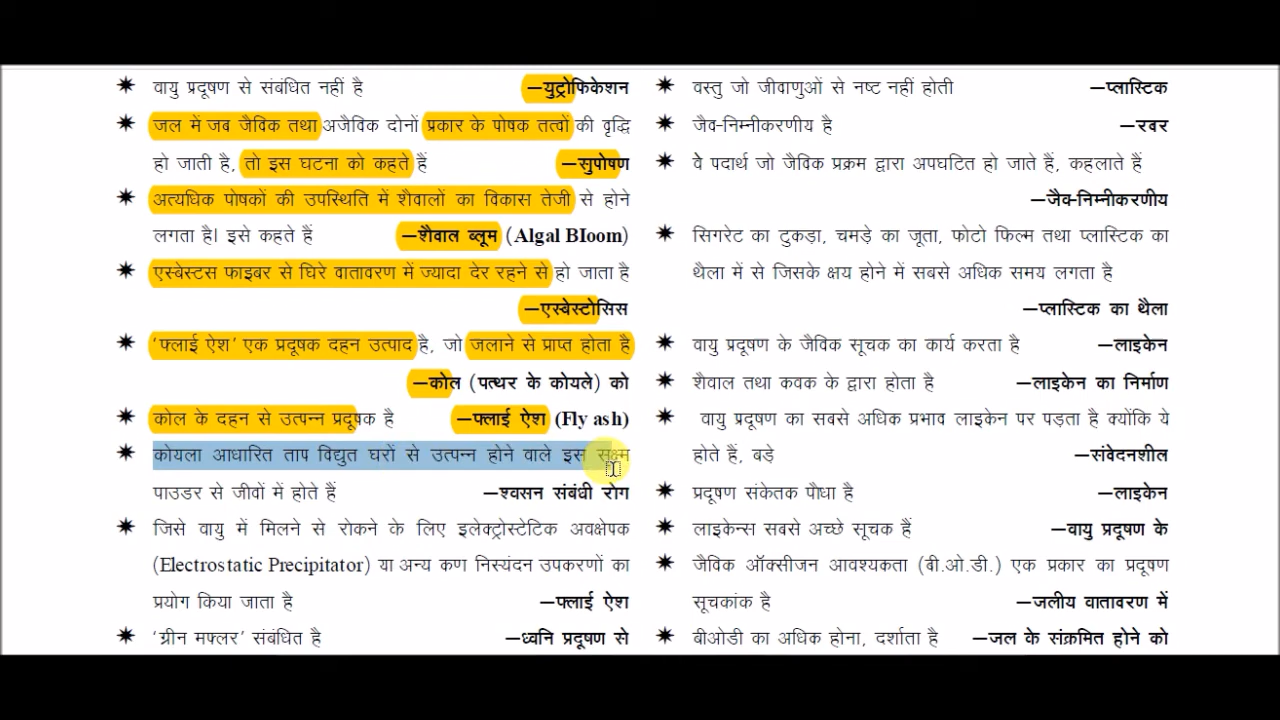 ✷ वायु प्रदूषण से संबंधित नहीं है —युट्रोफिकेशन
✷ जल में जब जैविक तथा अजैविक दोनों प्रकार के पोषक तत्वों की वृद्धि
हो जाती है, तो इस घटना को कहते हैं —सुपोषण
✷ अत्यधिक पोषकों की उपस्थिति में शैवालों का विकास तेजी से होने
लगता है। इसे कहते हैं —शैवाल ब्लूम (Algal Bloom)
✷ एस्बेस्टस फाइबर से घिरे वातावरण में ज्यादा देर रहने से हो जाता है
—एस्बेस्टोसिस
✷ 'फ्लाई ऐश' एक प्रदूषक दहन उत्पाद है, जो जलाने से प्राप्त होता है
—कोल (पत्थर के कोयले) को
✷ कोल के दहन से उत्पन्न प्रदूषक है —फ्लाई ऐश (Fly ash)
✷ कोयला आधारित ताप विद्युत घरों से उत्पन्न होने वाले इस सूक्ष्म
पाउडर से जीवों में होते हैं —श्वसन संबंधी रोग
✷ जिसे वायु में मिलने से रोकने के लिए इलेक्ट्रोस्टेटिक अवक्षेपक
(Electrostatic Precipitator) या अन्य कण निस्यंदन उपकरणों का
प्रयोग किया जाता है —फ्लाई ऐश
✷ 'ग्रीन मफ्लर' संबंधित है —ध्वनि प्रदूषण से
✷ वस्तु जो जीवाणुओं से नष्ट नहीं होती —प्लास्टिक
✷ जैव-निम्नीकरणीय है —रबर
✷ वे पदार्थ जो जैविक प्रक्रम द्वारा अपघटित हो जाते हैं, कहलाते हैं
—जैव-निम्नीकरणीय
✷ सिगरेट का टुकड़ा, चमड़े का जूता, फोटो फिल्म तथा प्लास्टिक का
थैला में से जिसके क्षय होने में सबसे अधिक समय लगता है
—प्लास्टिक का थैला
✷ वायु प्रदूषण के जैविक सूचक का कार्य करता है —लाइकेन
✷ शैवाल तथा कवक के द्वारा होता है —लाइकेन का निर्माण
✷ वायु प्रदूषण का सबसे अधिक प्रभाव लाइकेन पर पड़ता है क्योंकि ये
होते हैं, बड़े —संवेदनशील
✷ प्रदूषण संकेतक पौधा है —लाइकेन
✷ लाइकेन्स सबसे अच्छे सूचक हैं —वायु प्रदूषण के
✷ जैविक ऑक्सीजन आवश्यकता (बी.ओ.डी.) एक प्रकार का प्रदूषण
सूचकांक है —जलीय वातावरण में
✷ बीओडी का अधिक होना, दर्शाता है —जल के संक्रमित होने को